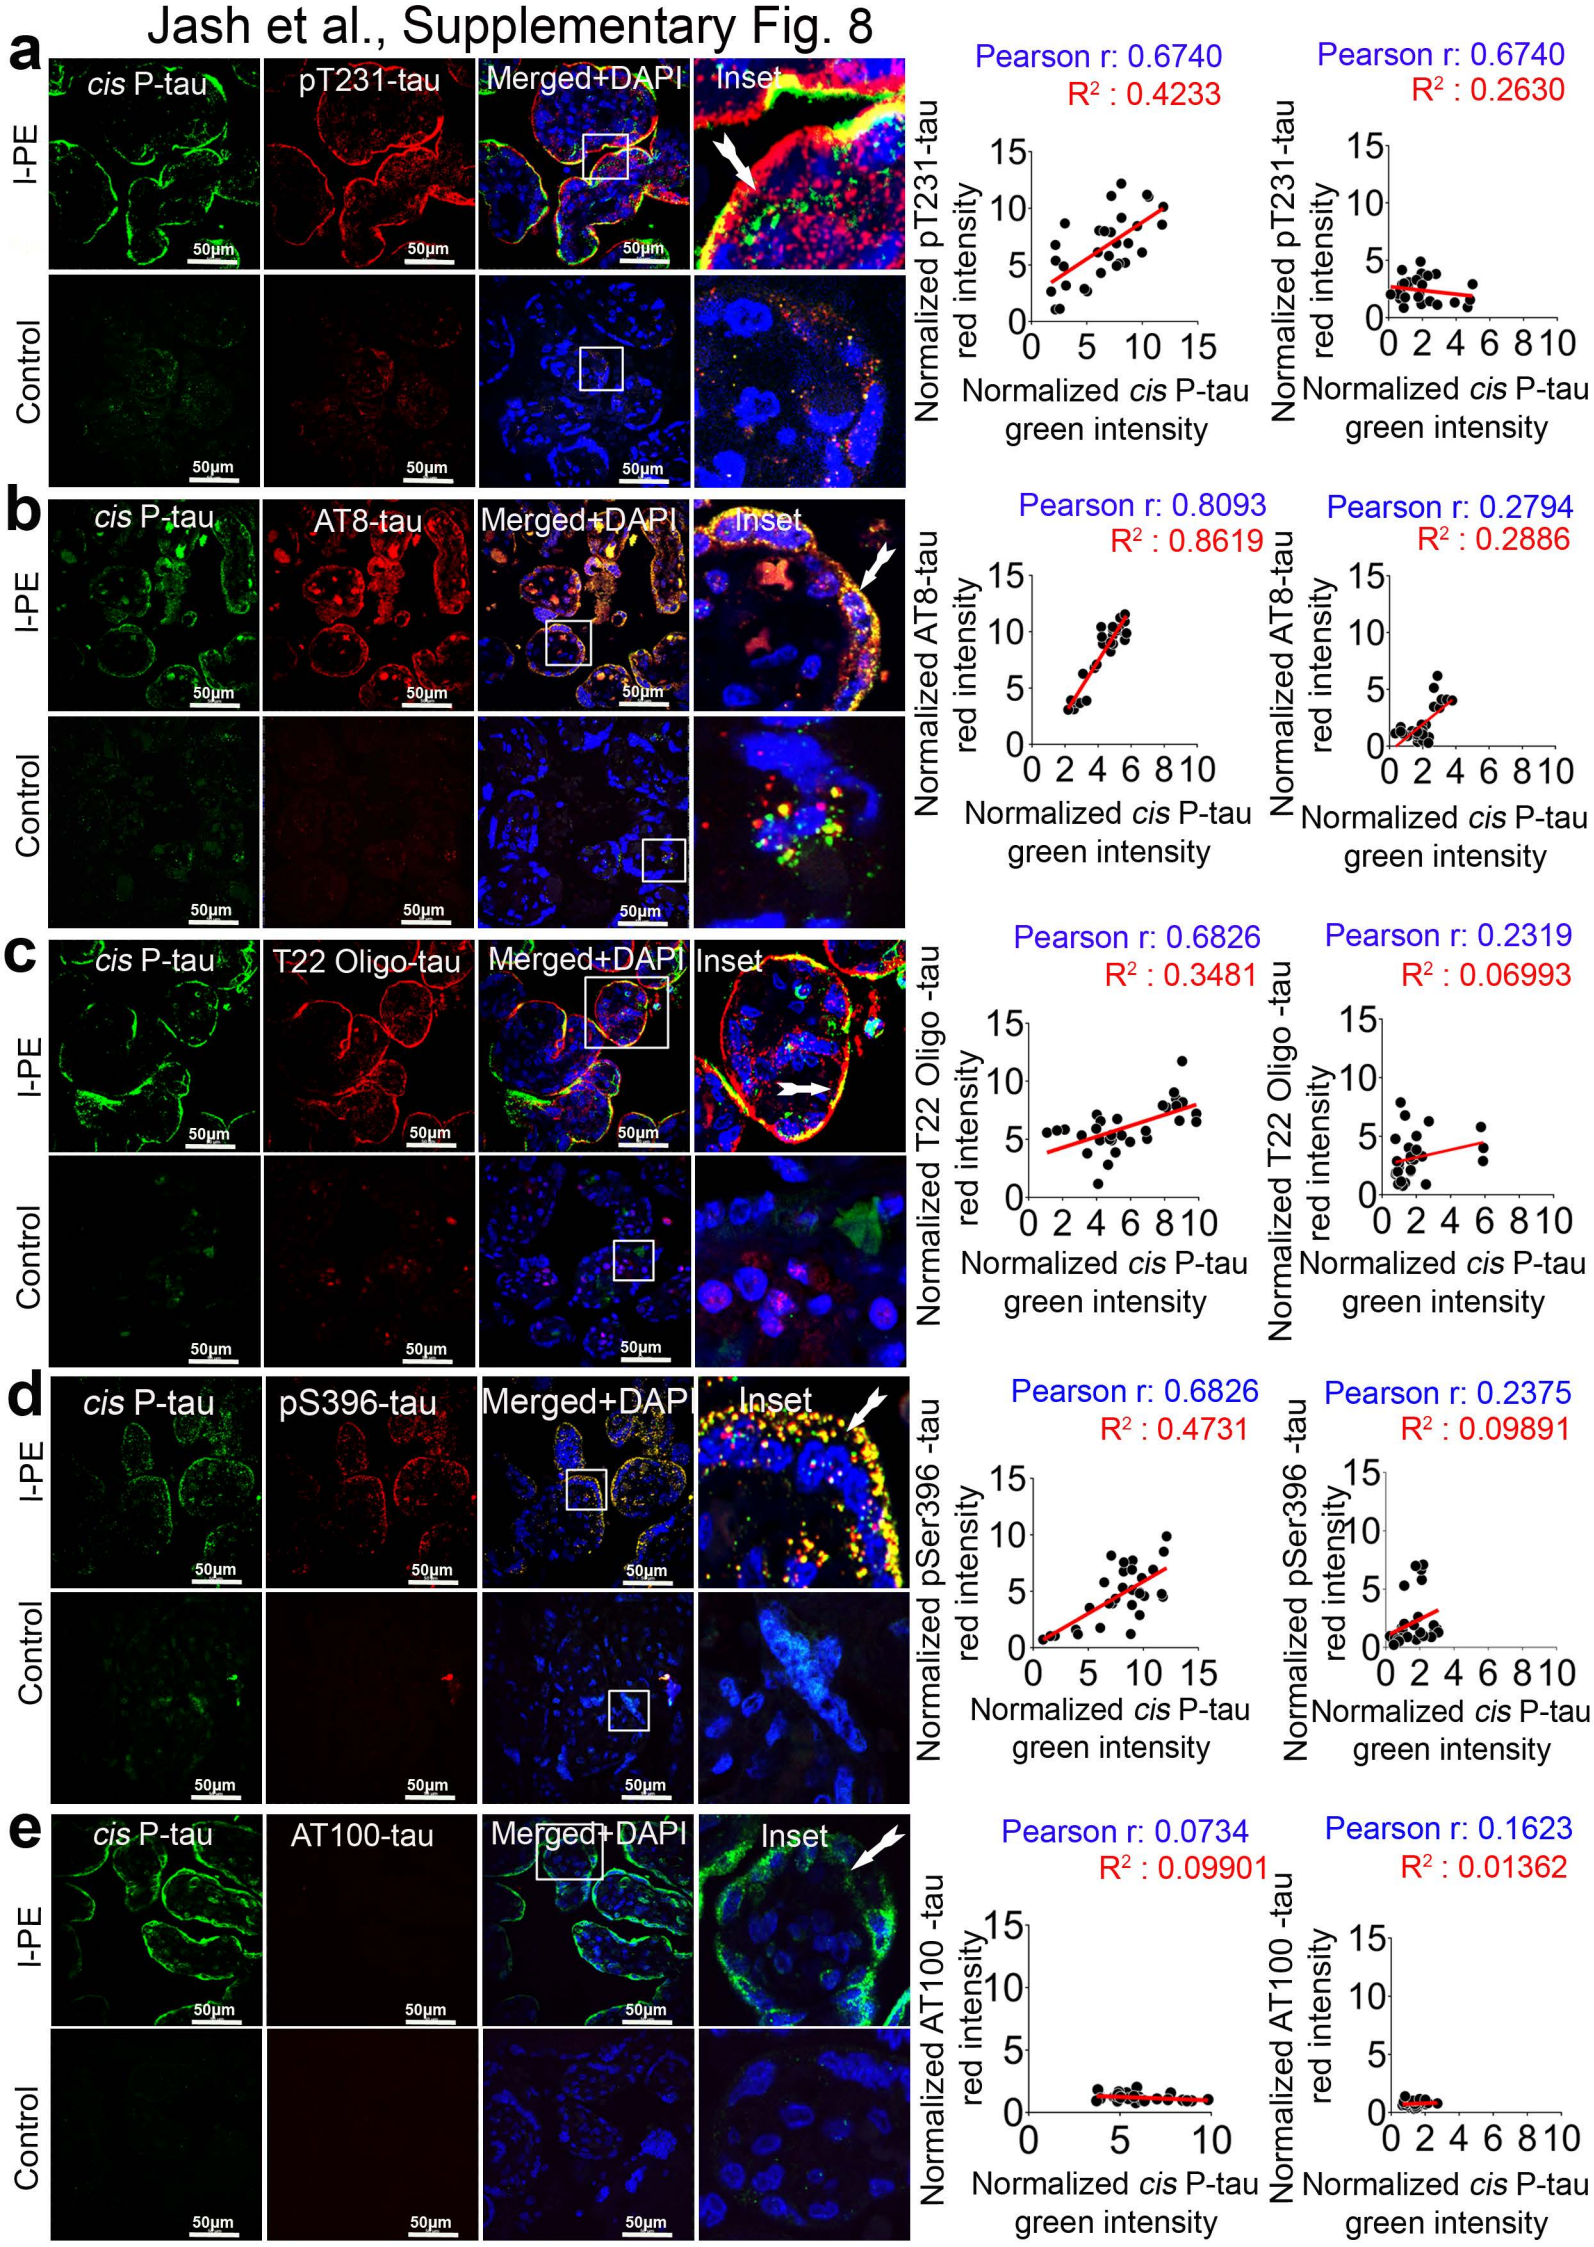 Jash et al., Supplementary Fig. 8
a
cis P-tau
pT231-tau
Merged+DAPI
Inset
I-PE
50µm
50µm
50µm
Control
50µm
50µm
50µm
Pearson r: 0.6740
R² : 0.4233
Normalized pT231-tau
red intensity
15
10
5
0
0 5 10 15
Normalized cis P-tau
green intensity
Pearson r: 0.6740
R² : 0.2630
Normalized pT231-tau
red intensity
15
10
5
0
0 2 4 6 8 10
Normalized cis P-tau
green intensity
b
cis P-tau
AT8-tau
Merged+DAPI
Inset
I-PE
50µm
50µm
50µm
Control
50µm
50µm
50µm
Pearson r: 0.8093
R² : 0.8619
Normalized AT8-tau
red intensity
15
10
5
0
0 2 4 6 8 10
Normalized cis P-tau
green intensity
Pearson r: 0.2794
R² : 0.2886
Normalized AT8-tau
red intensity
15
10
5
0
0 2 4 6 8 10
Normalized cis P-tau
green intensity
c
cis P-tau
T22 Oligo-tau
Merged+DAPI
Inset
I-PE
50µm
50µm
50µm
Control
50µm
50µm
50µm
Pearson r: 0.6826
R² : 0.3481
Normalized T22 Oligo -tau
red intensity
15
10
5
0
0 2 4 6 8 10
Normalized cis P-tau
green intensity
Pearson r: 0.2319
R² : 0.06993
Normalized T22 Oligo -tau
red intensity
15
10
5
0
0 2 4 6 8 10
Normalized cis P-tau
green intensity
d
cis P-tau
pS396-tau
Merged+DAPI
Inset
I-PE
50µm
50µm
50µm
Control
50µm
50µm
50µm
Pearson r: 0.6826
R² : 0.4731
Normalized pSer396 -tau
red intensity
15
10
5
0
0 5 10 15
Normalized cis P-tau
green intensity
Pearson r: 0.2375
R² : 0.09891
Normalized pSer396 -tau
red intensity
15
10
5
0
0 2 4 6 8 10
Normalized cis P-tau
green intensity
e
cis P-tau
AT100-tau
Merged+DAPI
Inset
I-PE
50µm
50µm
50µm
Control
50µm
50µm
50µm
Pearson r: 0.0734
R² : 0.09901
Normalized AT100 -tau
red intensity
15
10
5
0
0 5 10
Normalized cis P-tau
green intensity
Pearson r: 0.1623
R² : 0.01362
Normalized AT100 -tau
red intensity
15
10
5
0
0 2 4 6 8 10
Normalized cis P-tau
green intensity